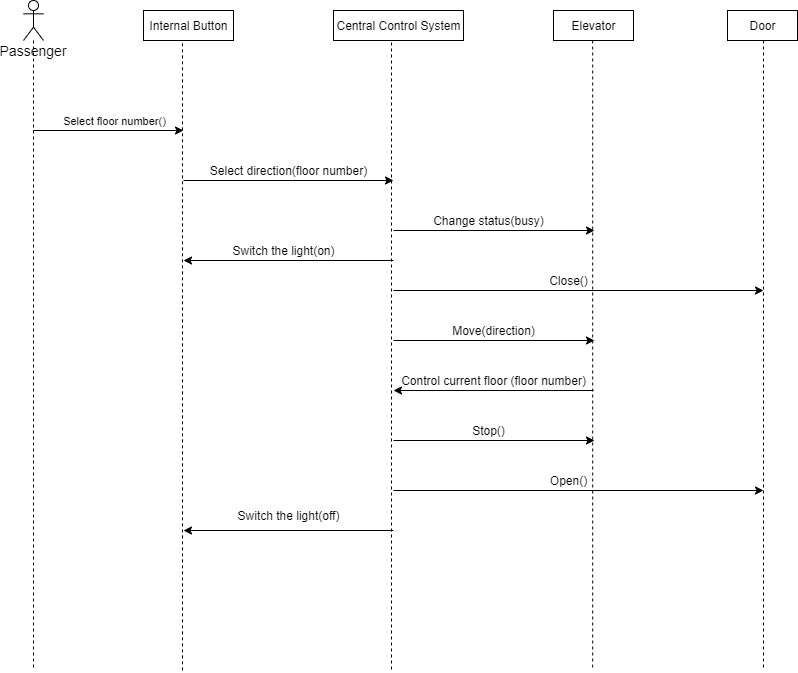 Internal Button
Central Control System
Elevator
Door
Passenger
Select floor number()
Select direction(floor number)
Change status(busy)
Switch the light(on)
Close()
Move(direction)
Control current floor (floor number)
Stop()
Open()
Switch the light(off)